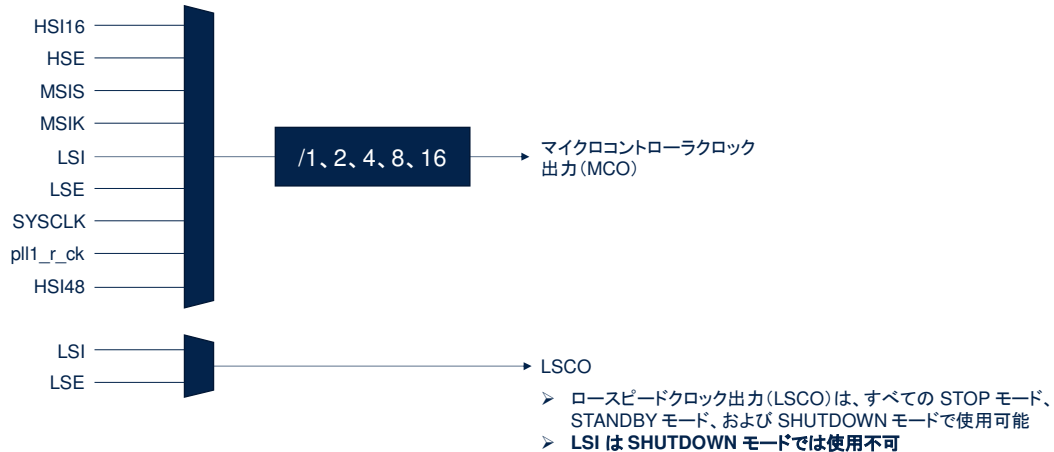 HSI16
HSE
MSIS
MSIK
LSI
LSE
SYSCLK
pll1_r_ck
HSI48
/1、2、4、8、16
マイクロコントローラクロック
出力（MCO）
LSI
LSE
LSCO
➢ ロースピードクロック出力（LSCO）は、すべての STOP モード、
STANDBY モード、および SHUTDOWN モードで使用可能
➢ LSI は SHUTDOWN モードでは使用不可